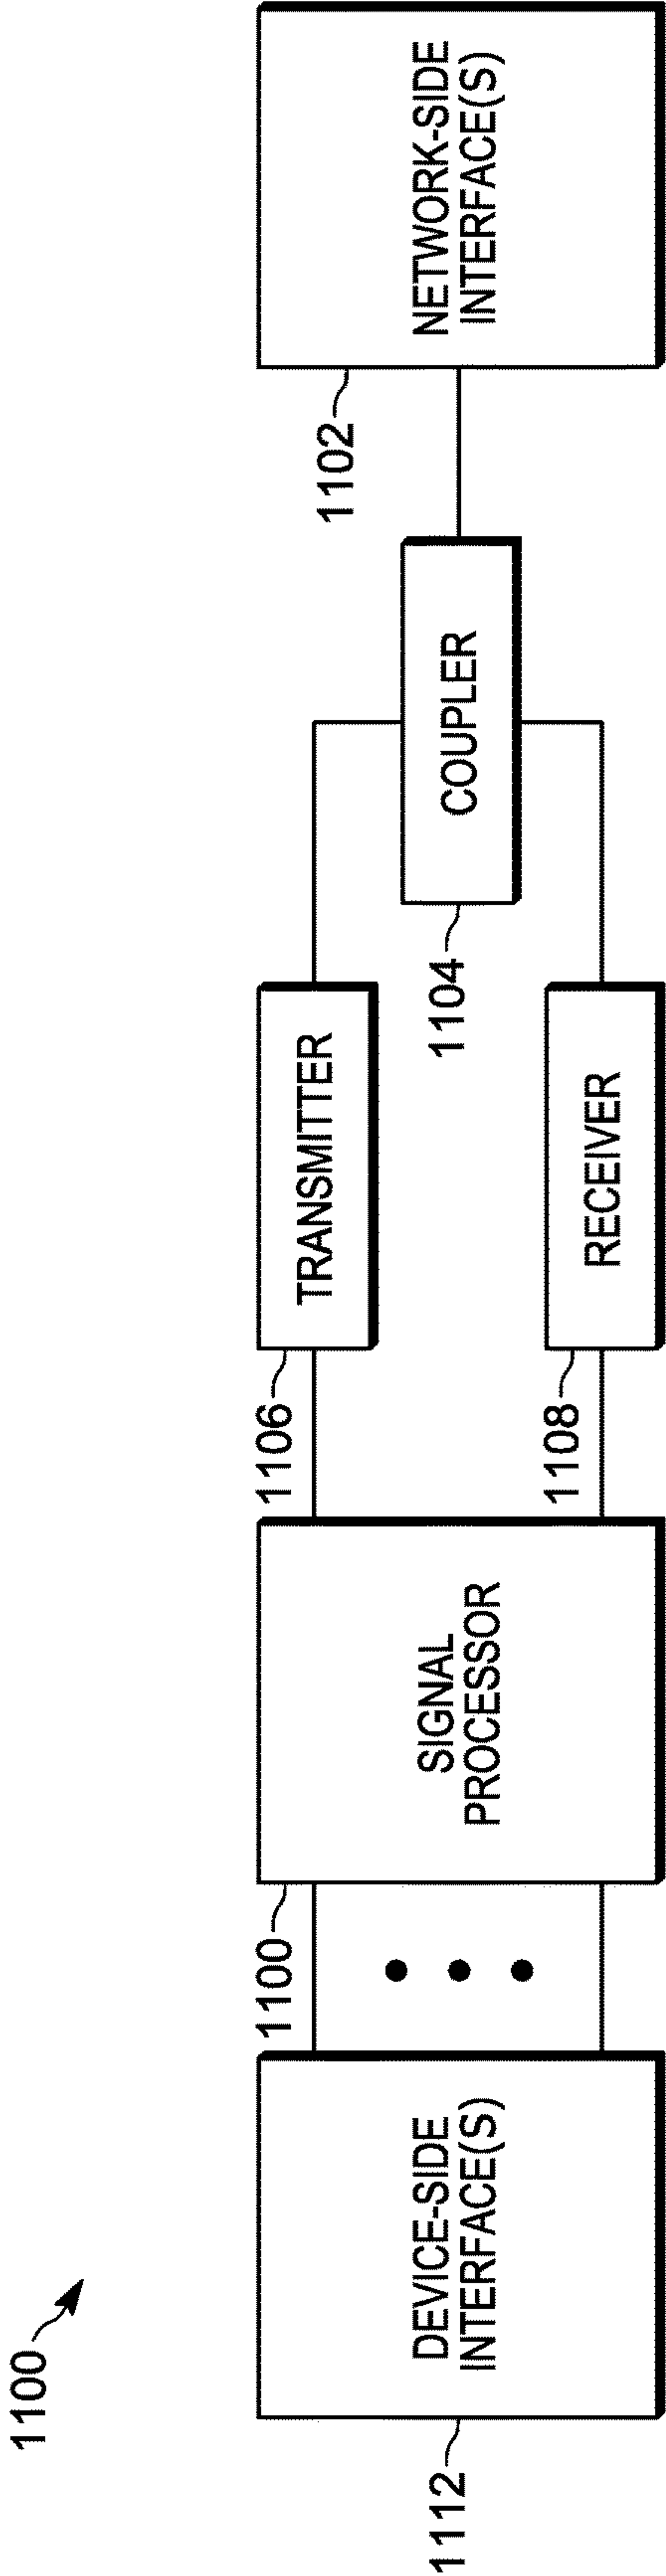 1100
DEVICE-SIDE
INTERFACE(S)
1112
1100
SIGNAL
PROCESSOR
1106
TRANSMITTER
1108
RECEIVER
COUPLER
1104
1102
NETWORK-SIDE
INTERFACE(S)